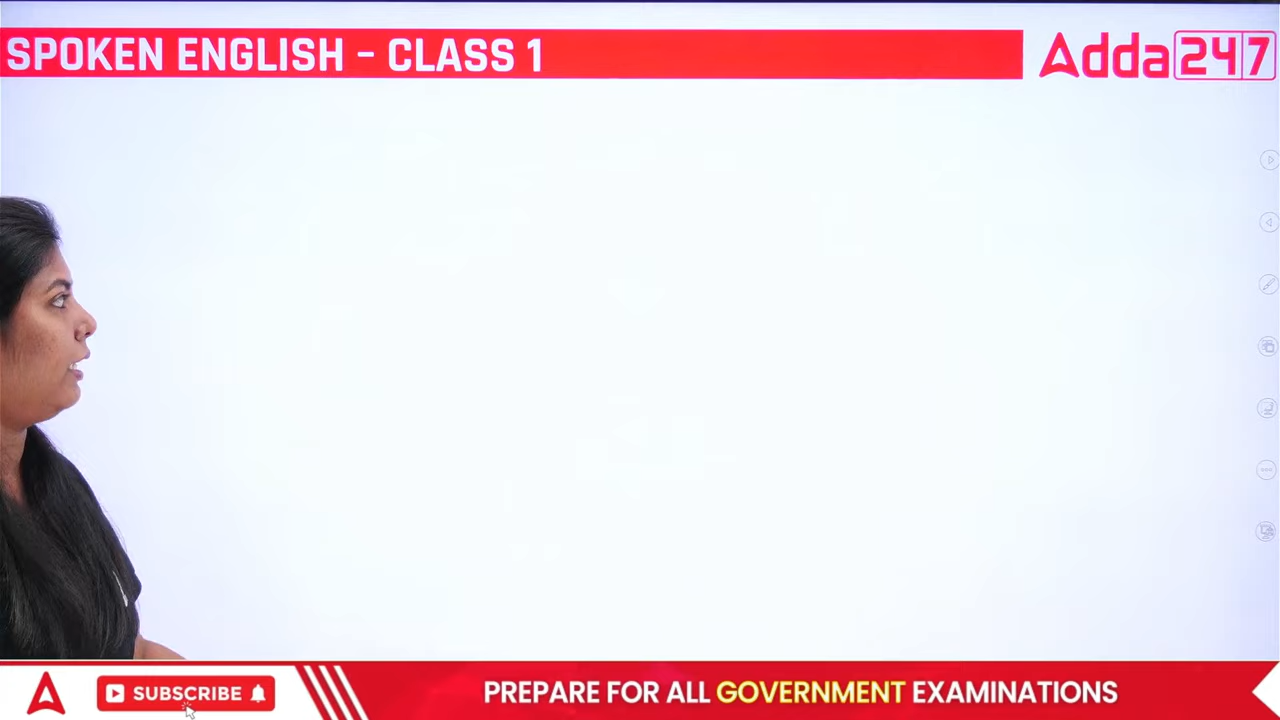 SPOKEN ENGLISH - CLASS 1
Adda247
SUBSCRIBE
PREPARE FOR ALL GOVERNMENT EXAMINATIONS